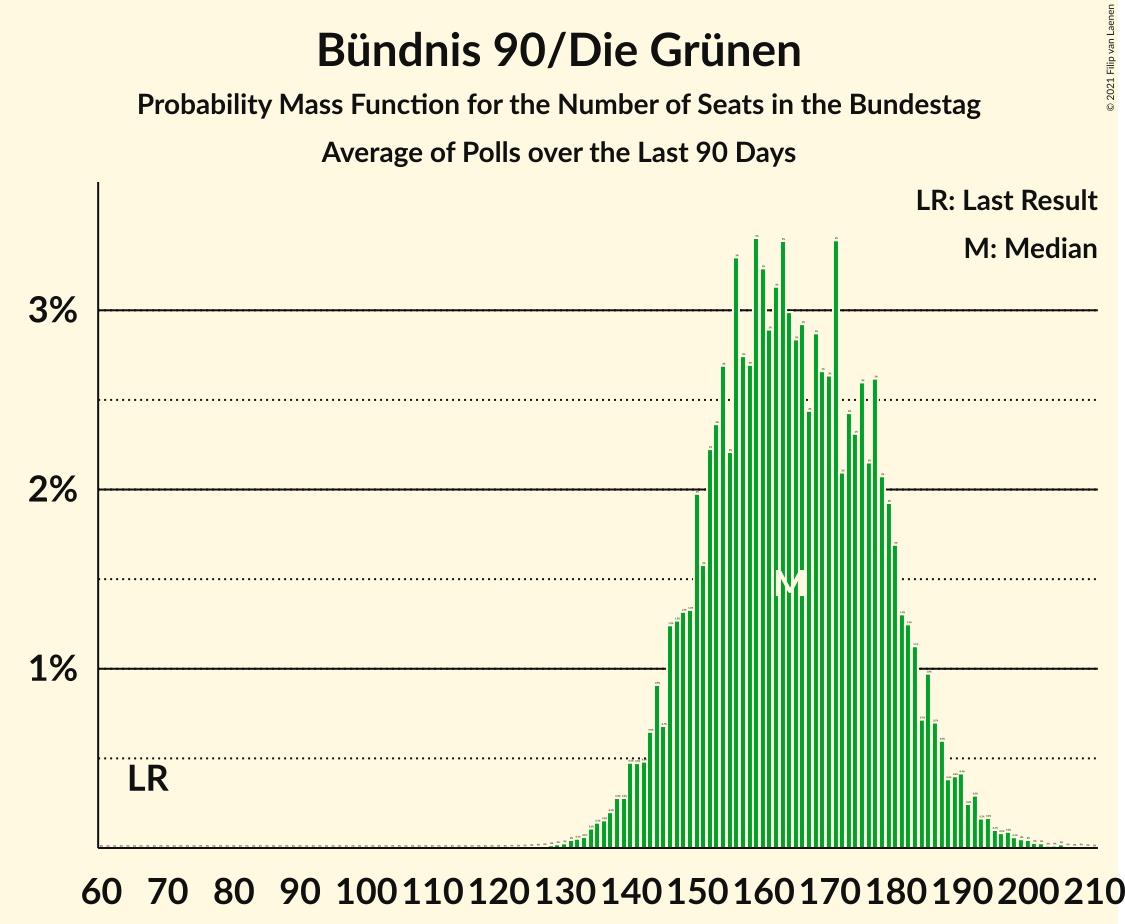 Bündnis 90/Die Grünen
Probability Mass Function for the Number of Seats in the Bundestag
Average of Polls over the Last 90 Days
© 2021 Filip van Laenen
LR: Last Result
M: Median
3%
2%
1%
M
LR
60 70 80 90 100 110 120 130 140 150 160 170 180 190 200 210